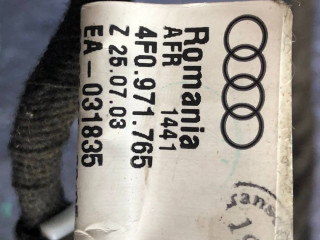 Romania
AFR 1441
4F0.971.765
Z 25.07.03
EA-031835